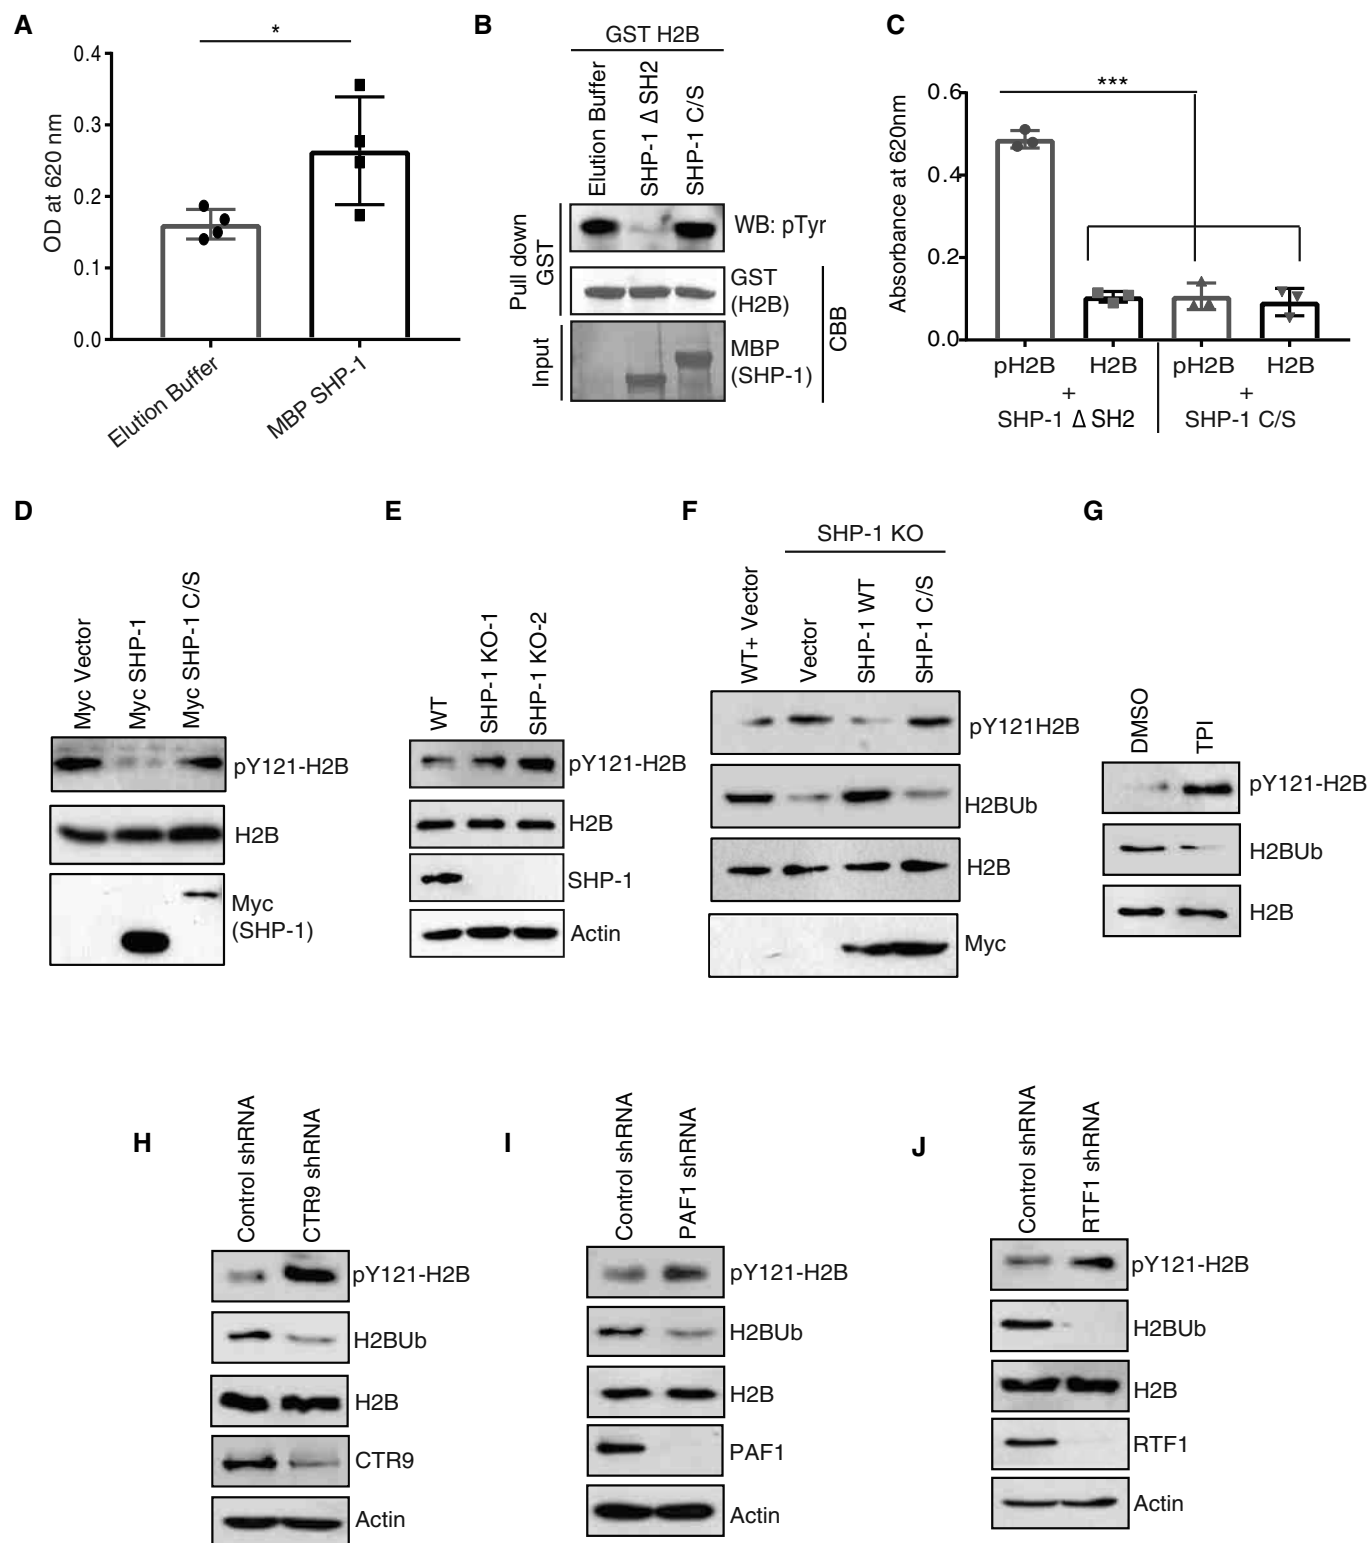 A
*
OD at 620 nm
0.4
0.3
0.2
0.1
0.0
Elution Buffer
MBP SHP-1
B
GST H2B
Elution Buffer
SHP-1 Δ SH2
SHP-1 C/S
Pull down
GST
Input
WB: pTyr
GST
(H2B)
MBP
(SHP-1)
CBB
C
***
Absorbance at 620nm
0.6
0.4
0.2
0.0
pH2B H2B pH2B H2B
+ +
SHP-1 Δ SH2 SHP-1 C/S
D
Myc Vector
Myc SHP-1
Myc SHP-1 C/S
pY121-H2B
H2B
Myc
(SHP-1)
E
WT
SHP-1 KO-1
SHP-1 KO-2
pY121-H2B
H2B
SHP-1
Actin
F
SHP-1 KO
WT+ Vector
Vector
SHP-1 WT
SHP-1 C/S
pY121H2B
H2BUb
H2B
Myc
G
DMSO
TPI
pY121-H2B
H2BUb
H2B
H
Control shRNA
CTR9 shRNA
pY121-H2B
H2BUb
H2B
CTR9
Actin
I
Control shRNA
PAF1 shRNA
pY121-H2B
H2BUb
H2B
PAF1
Actin
J
Control shRNA
RTF1 shRNA
pY121-H2B
H2BUb
H2B
RTF1
Actin